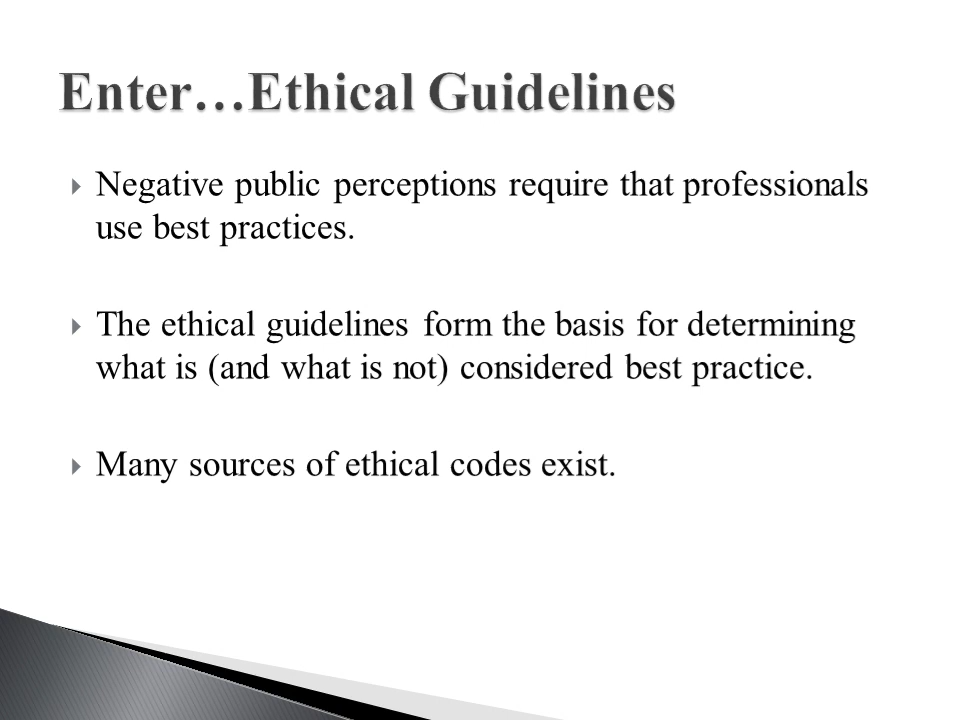 Enter…Ethical Guidelines
Negative public perceptions require that professionals
use best practices.
The ethical guidelines form the basis for determining
what is (and what is not) considered best practice.
Many sources of ethical codes exist.